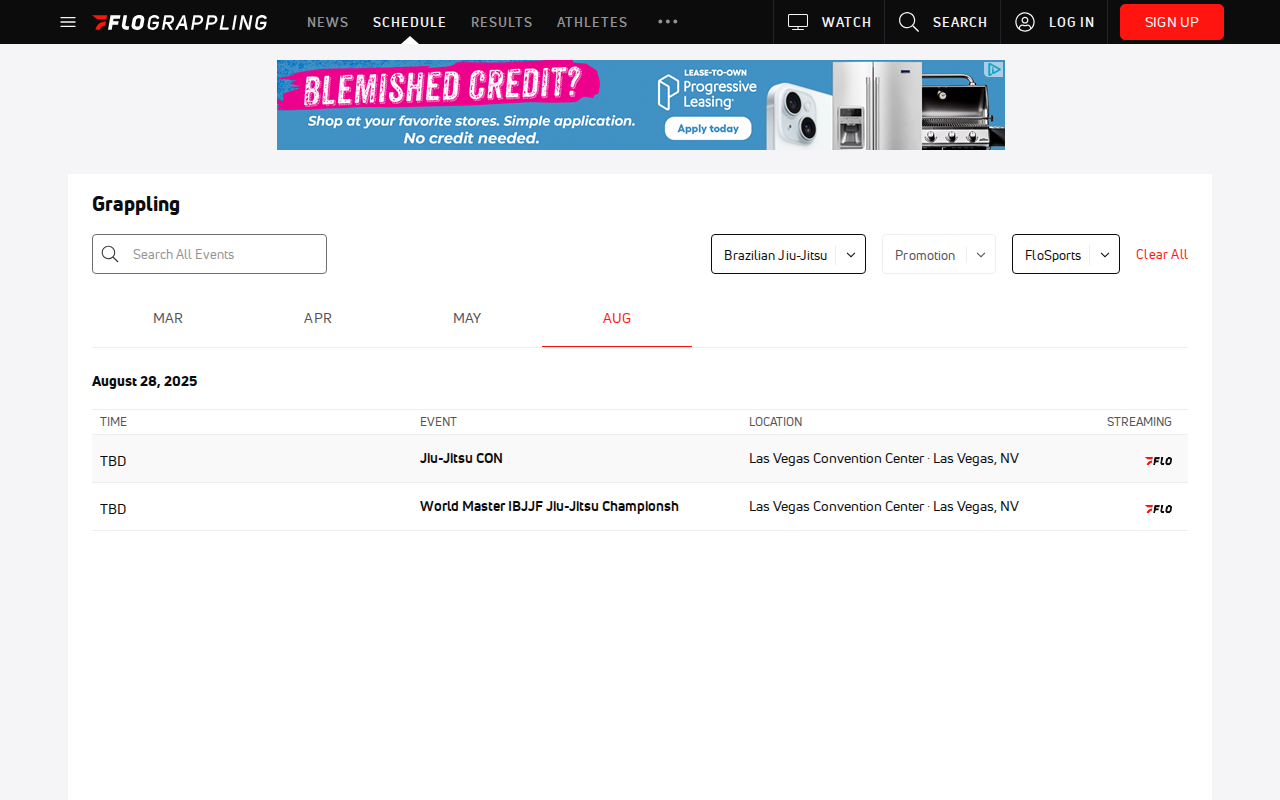 FLOGRAPPLING NEWS SCHEDULE RESULTS ATHLETES WATCH SEARCH LOG IN SIGN UP
BLEMISHED CREDIT?
Shop at your favorite stores. Simple application.
No credit needed.
LEASE-TO-OWN
Progressive
Leasing
Apply today
Grappling
Search All Events
Brazilian Jiu-Jitsu Promotion FloSports Clear All
MAR APR MAY AUG
August 28, 2025
TIME EVENT LOCATION STREAMING
TBD Jiu-Jitsu CON Las Vegas Convention Center · Las Vegas, NV FLO
TBD World Master IBJJF Jiu-Jitsu Championsh Las Vegas Convention Center · Las Vegas, NV FLO